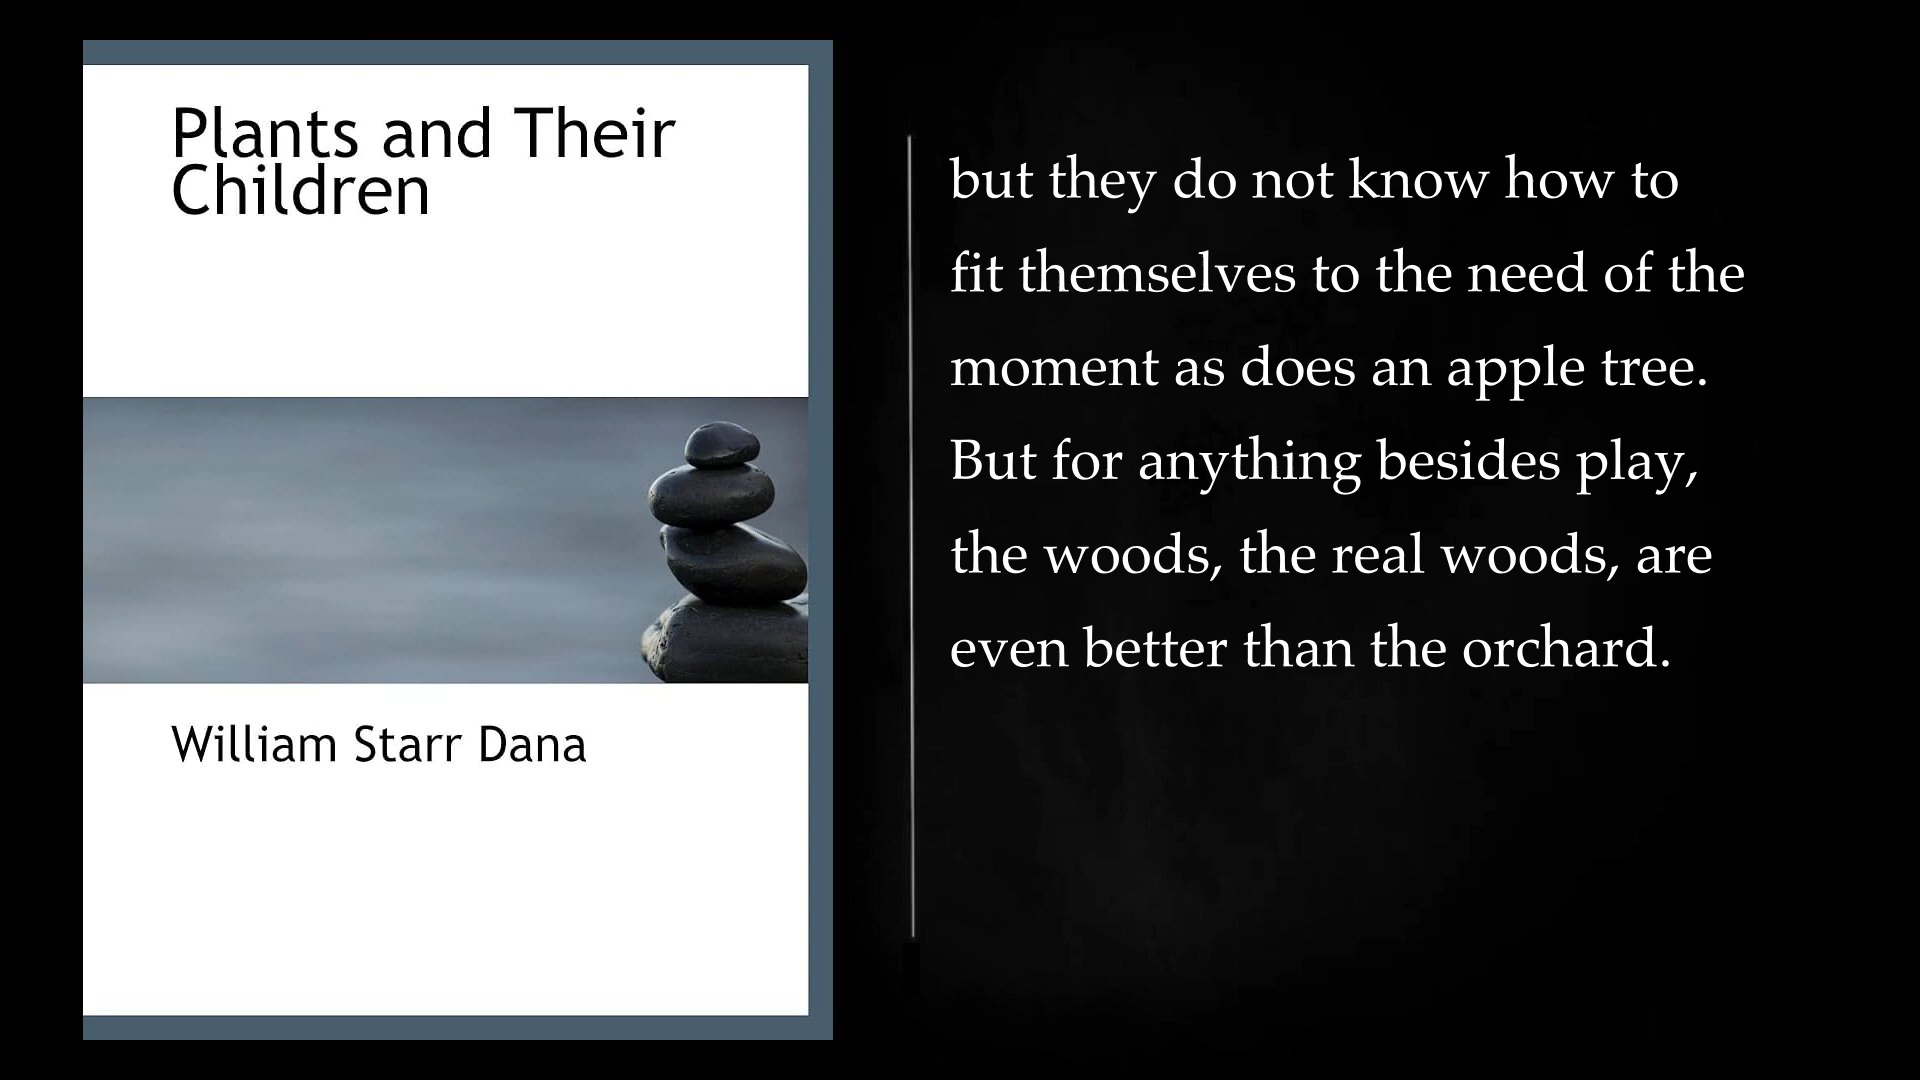 Plants and Their
Children
William Starr Dana
but they do not know how to
fit themselves to the need of the
moment as does an apple tree.
But for anything besides play,
the woods, the real woods, are
even better than the orchard.